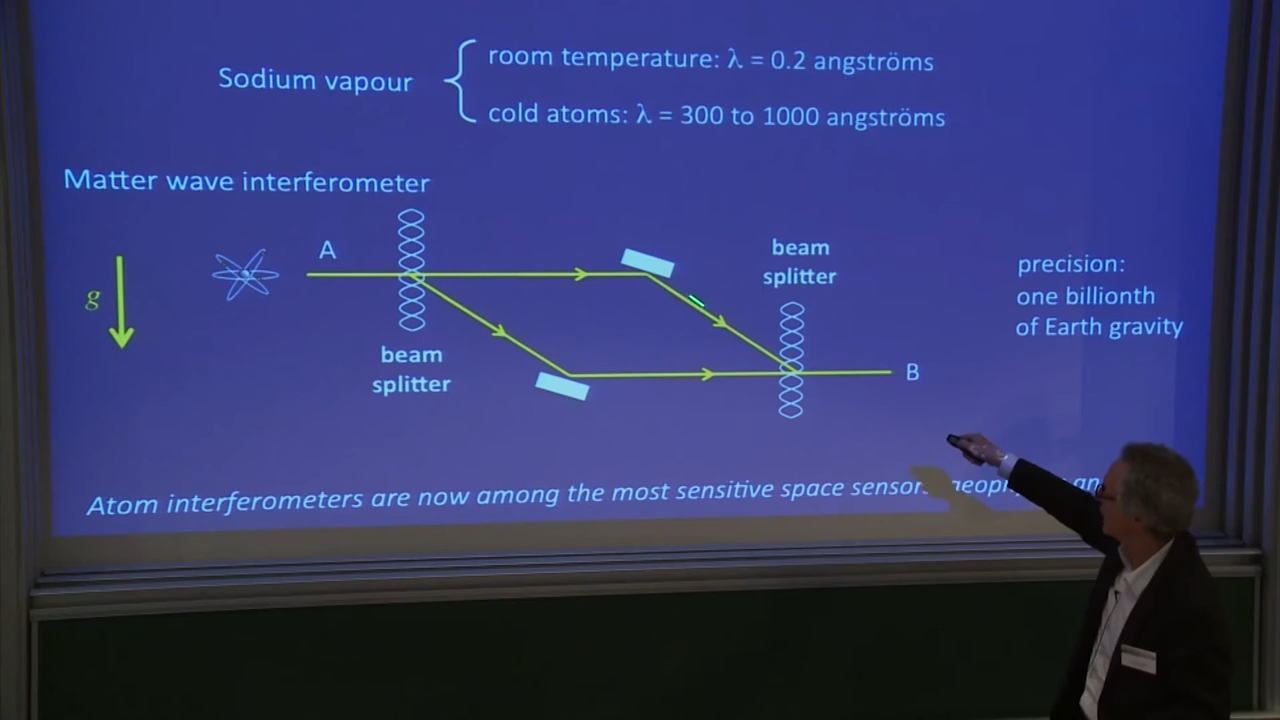 Sodium vapour
room temperature: λ = 0.2 angströms
cold atoms: λ = 300 to 1000 angströms
Matter wave interferometer
g
A
beam
splitter
beam
splitter
B
precision:
one billionth
of Earth gravity
Atom interferometers are now among the most sensitive space sensors